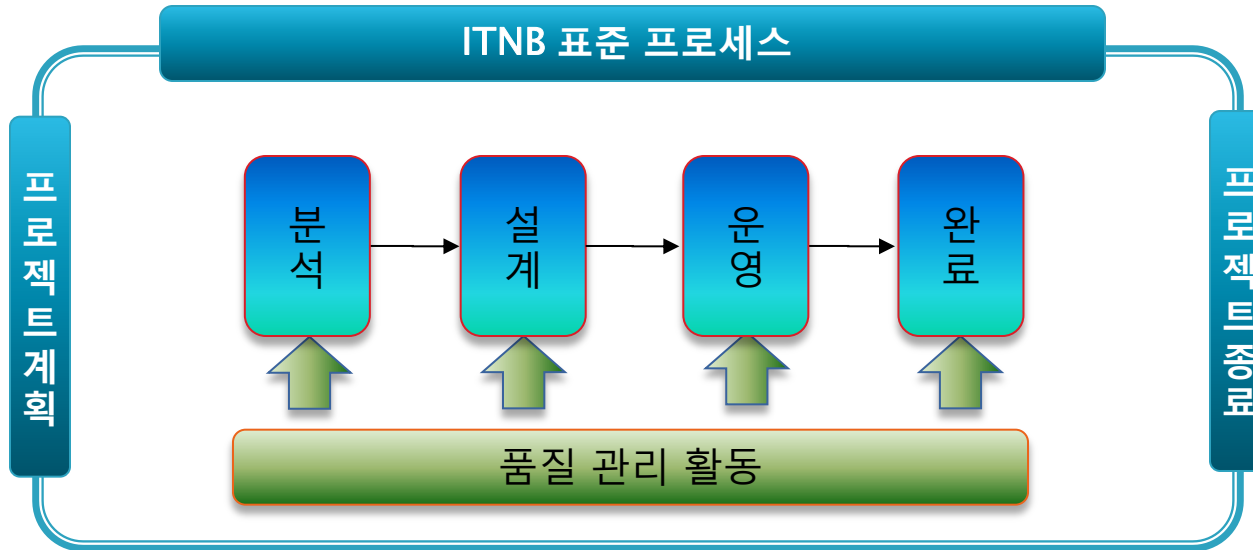 ITNB 표준 프로세스
프로젝트계획
분석
설계
운영
완료
프로젝트종료
품질 관리 활동